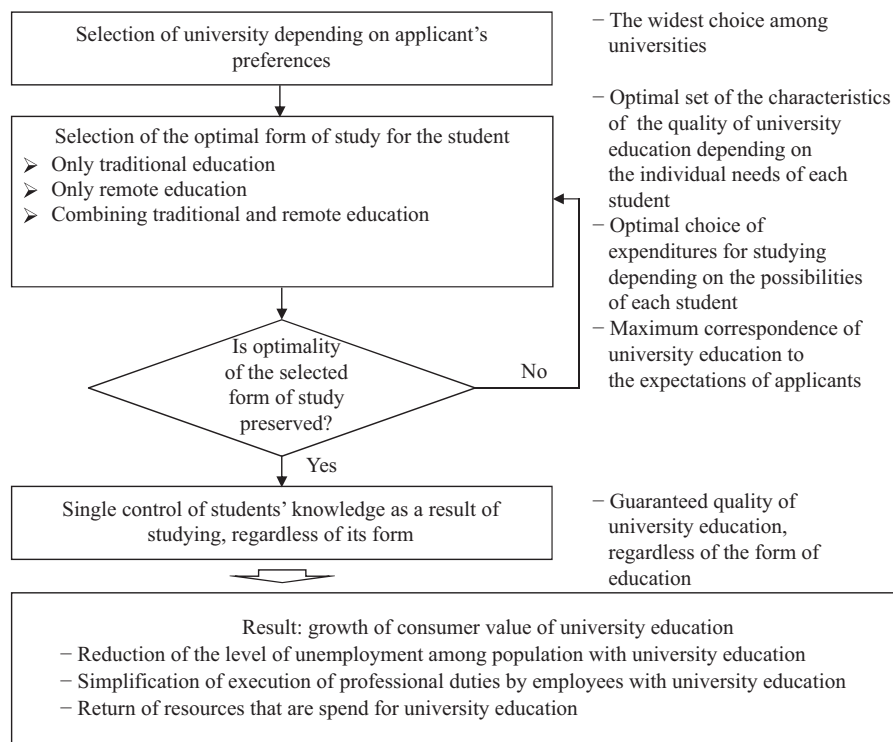 Selection of university depending on applicant's
preferences
− The widest choice among
universities
Selection of the optimal form of study for the student
➢ Only traditional education
➢ Only remote education
➢ Combining traditional and remote education
− Optimal set of the characteristics
of the quality of university
education depending on
the individual needs of each
student
− Optimal choice of
expenditures for studying
depending on the possibilities
of each student
− Maximum correspondence of
university education to
the expectations of applicants
Is optimality
of the selected
form of study
preserved?
No
Yes
Single control of students' knowledge as a result of
studying, regardless of its form
− Guaranteed quality of
university education,
regardless of the form of
education
Result: growth of consumer value of university education
− Reduction of the level of unemployment among population with university education
− Simplification of execution of professional duties by employees with university education
− Return of resources that are spend for university education